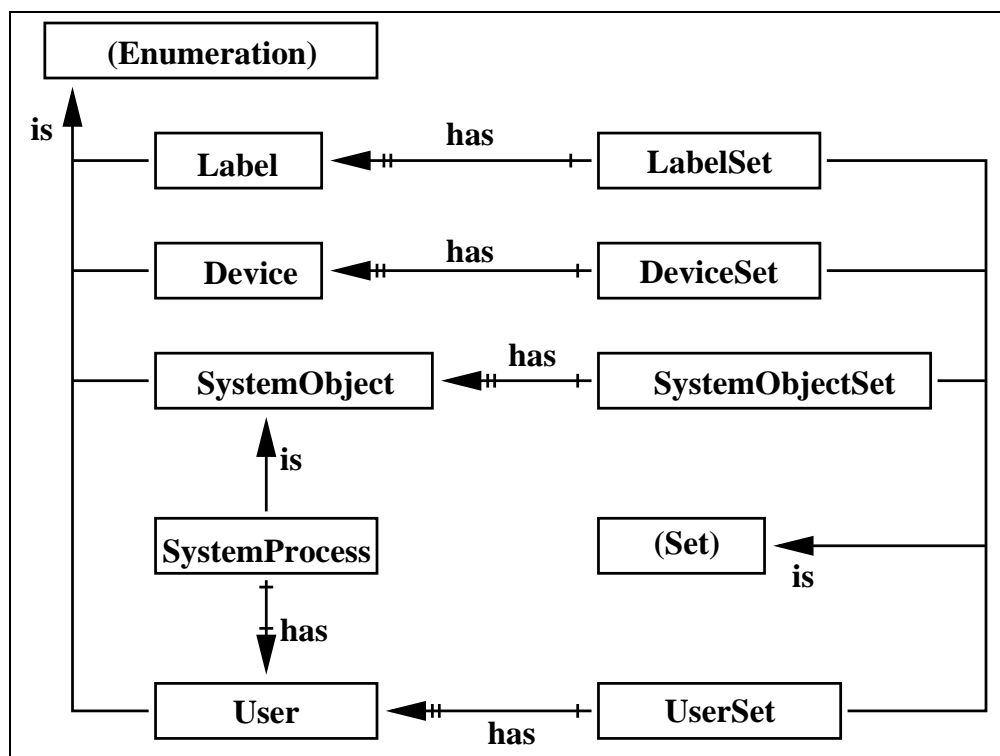 (Enumeration)
is
has
Label
LabelSet
has
Device
DeviceSet
has
SystemObject
SystemObjectSet
is
(Set)
SystemProcess
is
has
User
UserSet
has